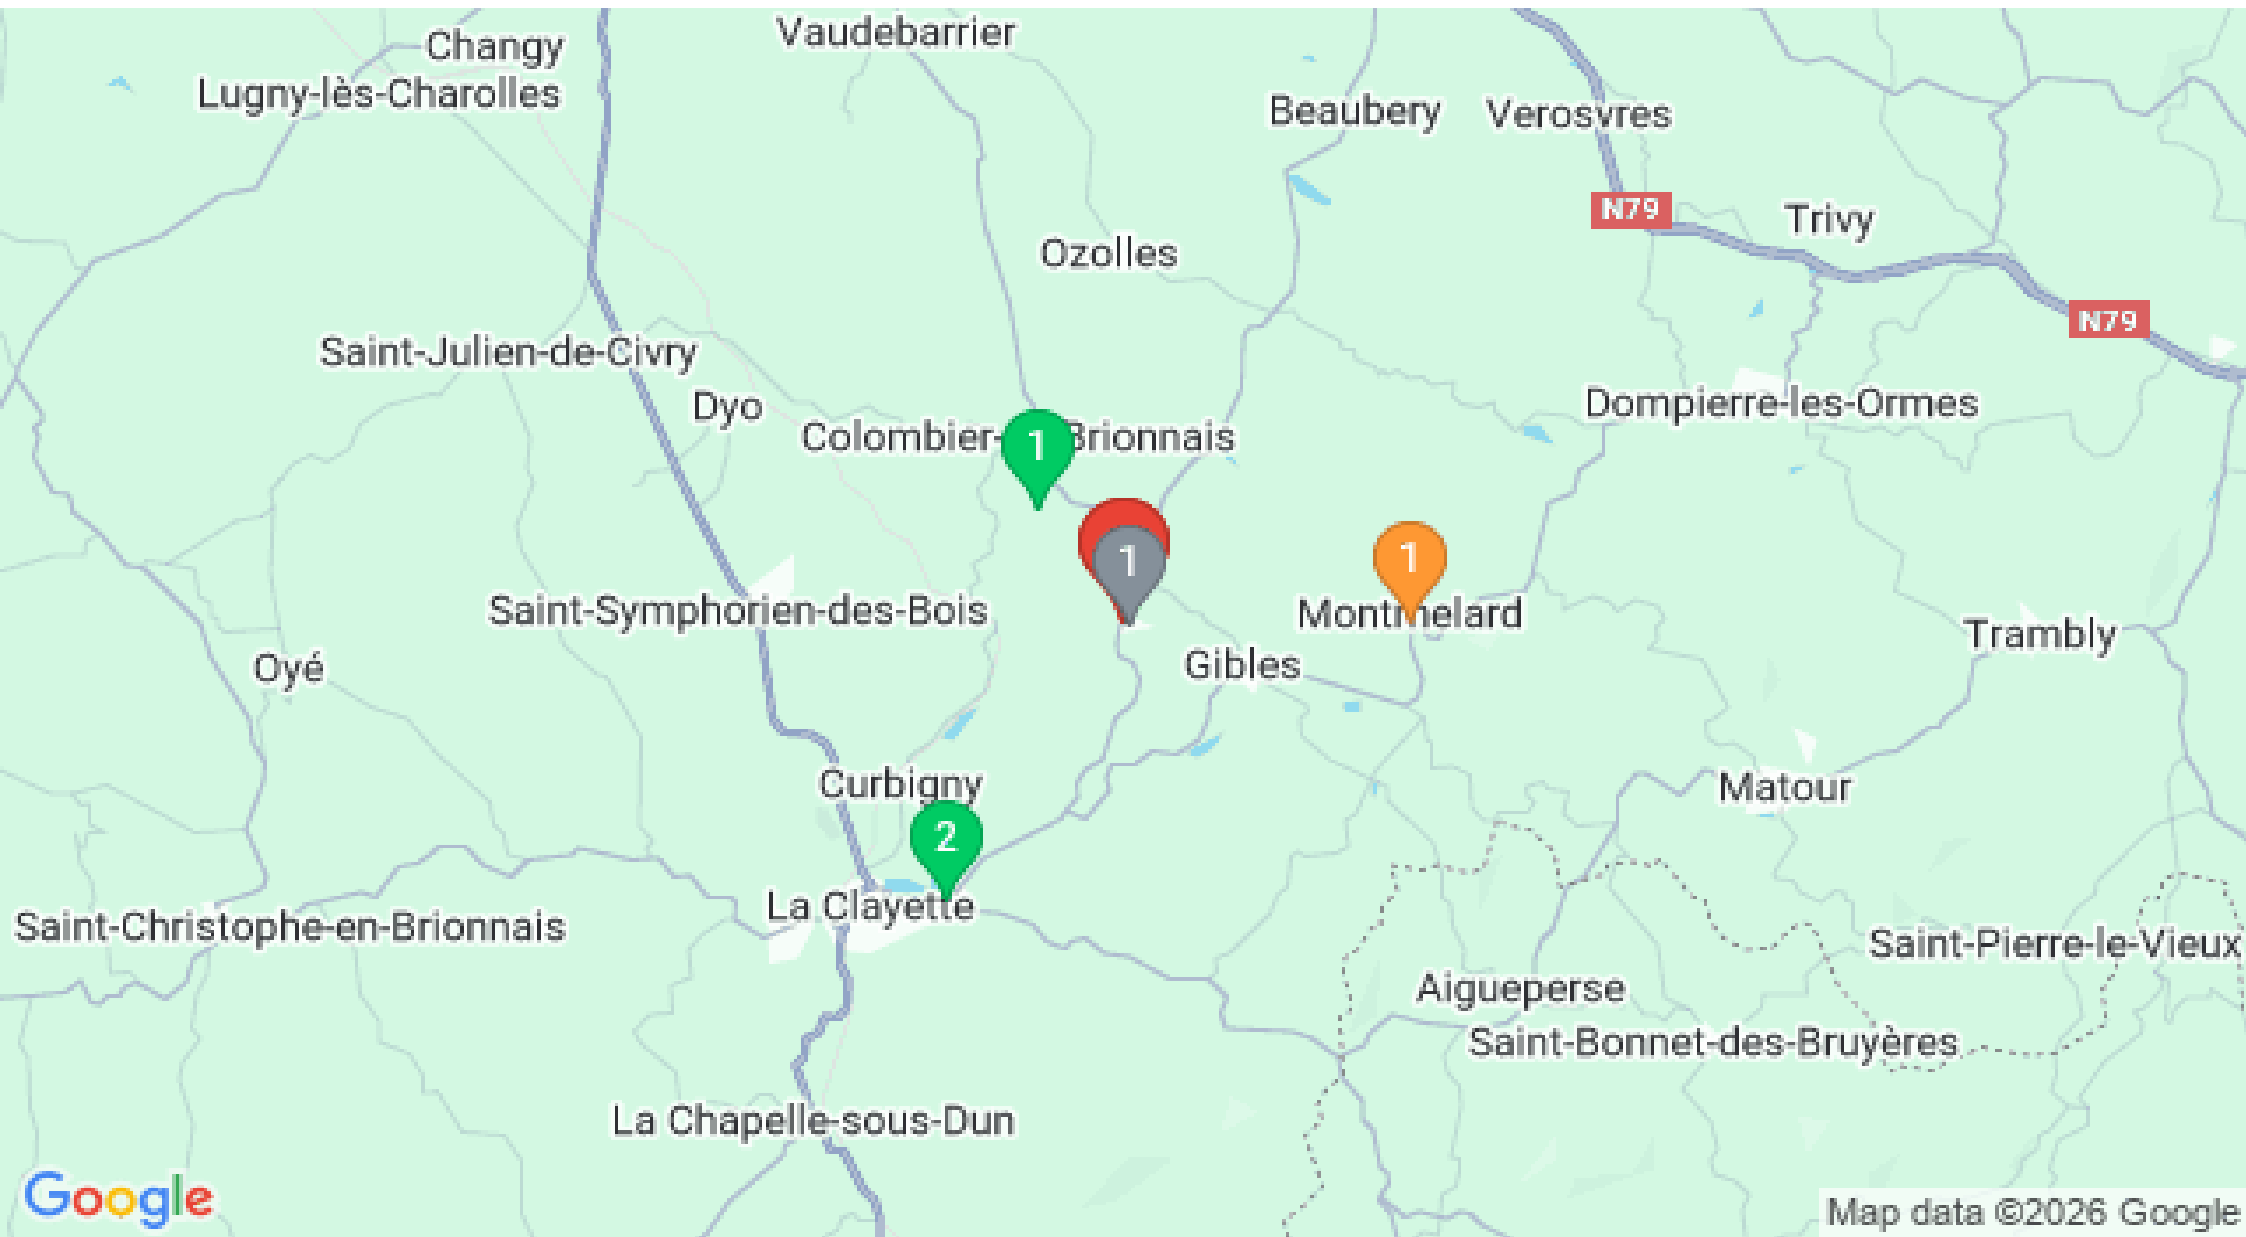 Vaudebarrier
Changy
Lugny-lès-Charolles
Beaubery
Verosvres
N79
Trivy
Ozolles
N79
Saint-Julien-de-Civry
Dyo
Dompierre-les-Ormes
Colombier- Brionnais
1
1
1
Saint-Symphorien-des-Bois
Montmelard
Trambly
Oyé
Gibles
Curbigny
Matour
2
La Clayette
Saint-Christophe-en-Brionnais
Saint-Pierre-le-Vieux
Aigueperse
Saint-Bonnet-des-Bruyères
La Chapelle-sous-Dun
Google
Map data ©2026 Google